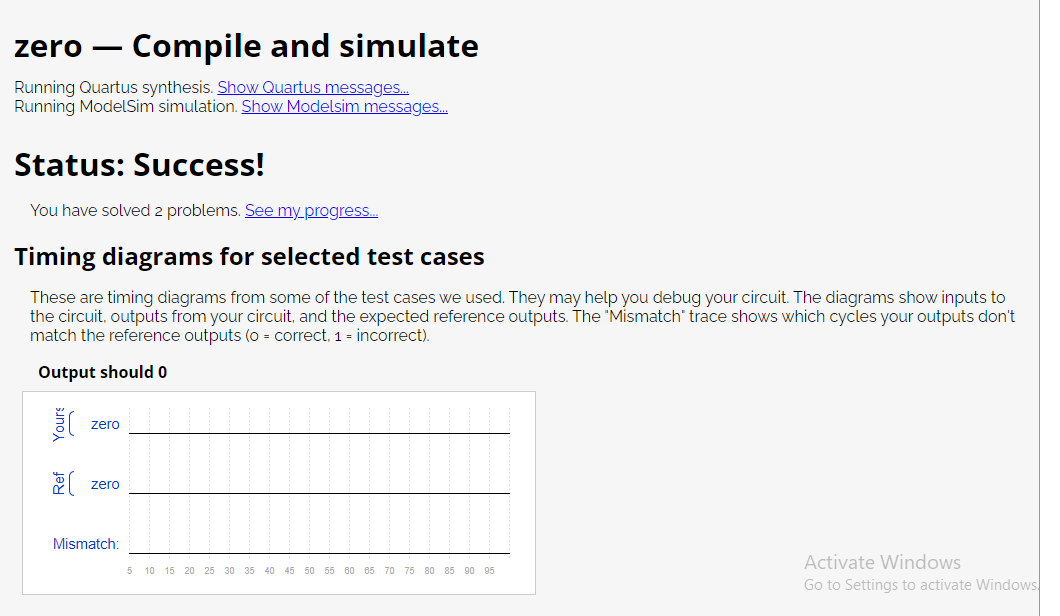 zero — Compile and simulate
Running Quartus synthesis. Show Quartus messages...
Running ModelSim simulation. Show Modelsim messages...
Status: Success!
You have solved 2 problems. See my progress...
Timing diagrams for selected test cases
These are timing diagrams from some of the test cases we used. They may help you debug your circuit. The diagrams show inputs to
the circuit, outputs from your circuit, and the expected reference outputs. The "Mismatch" trace shows which cycles your outputs don't
match the reference outputs (0 = correct, 1 = incorrect).
Output should 0
Yours zero
Ref zero
Mismatch:
5 10 15 20 25 30 35 40 45 50 55 60 65 70 75 80 85 90 95
Activate Windows
Go to Settings to activate Windows.